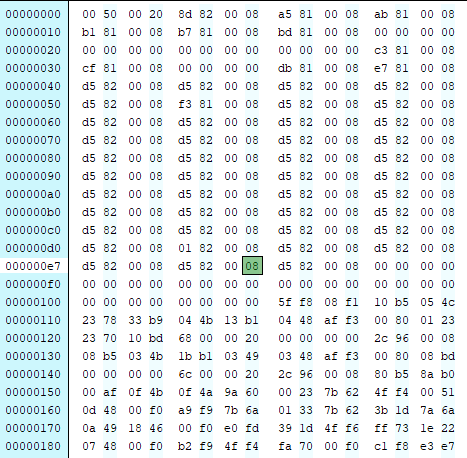 00000000 00 50 00 20 8d 82 00 08 a5 81 00 08 ab 81 00 08
00000010 b1 81 00 08 b7 81 00 08 bd 81 00 08 00 00 00 00
00000020 00 00 00 00 00 00 00 00 00 00 00 00 c3 81 00 08
00000030 cf 81 00 08 00 00 00 00 db 81 00 08 e7 81 00 08
00000040 d5 82 00 08 d5 82 00 08 d5 82 00 08 d5 82 00 08
00000050 d5 82 00 08 f3 81 00 08 d5 82 00 08 d5 82 00 08
00000060 d5 82 00 08 d5 82 00 08 d5 82 00 08 d5 82 00 08
00000070 d5 82 00 08 d5 82 00 08 d5 82 00 08 d5 82 00 08
00000080 d5 82 00 08 d5 82 00 08 d5 82 00 08 d5 82 00 08
00000090 d5 82 00 08 d5 82 00 08 d5 82 00 08 d5 82 00 08
000000a0 d5 82 00 08 d5 82 00 08 d5 82 00 08 d5 82 00 08
000000b0 d5 82 00 08 d5 82 00 08 d5 82 00 08 d5 82 00 08
000000c0 d5 82 00 08 d5 82 00 08 d5 82 00 08 d5 82 00 08
000000d0 d5 82 00 08 01 82 00 08 d5 82 00 08 d5 82 00 08
000000e7 d5 82 00 08 d5 82 00 08 d5 82 00 08 00 00 00 00
000000f0 00 00 00 00 00 00 00 00 00 00 00 00 00 00 00 00
00000100 00 00 00 00 00 00 00 00 5f f8 08 f1 10 b5 05 4c
00000110 23 78 33 b9 04 4b 13 b1 04 48 af f3 00 80 01 23
00000120 23 70 10 bd 68 00 00 20 00 00 00 00 2c 96 00 08
00000130 08 b5 03 4b 1b b1 03 49 03 48 af f3 00 80 08 bd
00000140 00 00 00 00 6c 00 00 20 2c 96 00 08 80 b5 8a b0
00000150 00 af 0f 4b 0f 4a 9a 60 00 23 7b 62 4f f4 00 51
00000160 0d 48 00 f0 a9 f9 7b 6a 01 33 7b 62 3b 1d 7a 6a
00000170 0a 49 18 46 00 f0 e0 fd 39 1d 4f f6 ff 73 1e 22
00000180 07 48 00 f0 b2 f9 4f f4 fa 70 00 f0 c1 f8 e3 e7